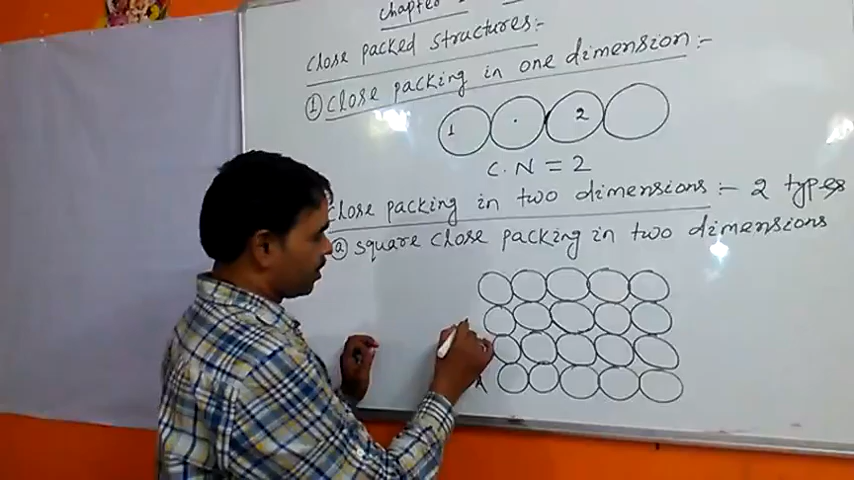 chapter
close packed structures:-
① close packing in one dimension:-
1 2
C.N = 2
close packing in two dimensions:- 2 types
ⓐ square close packing in two dimensions
A